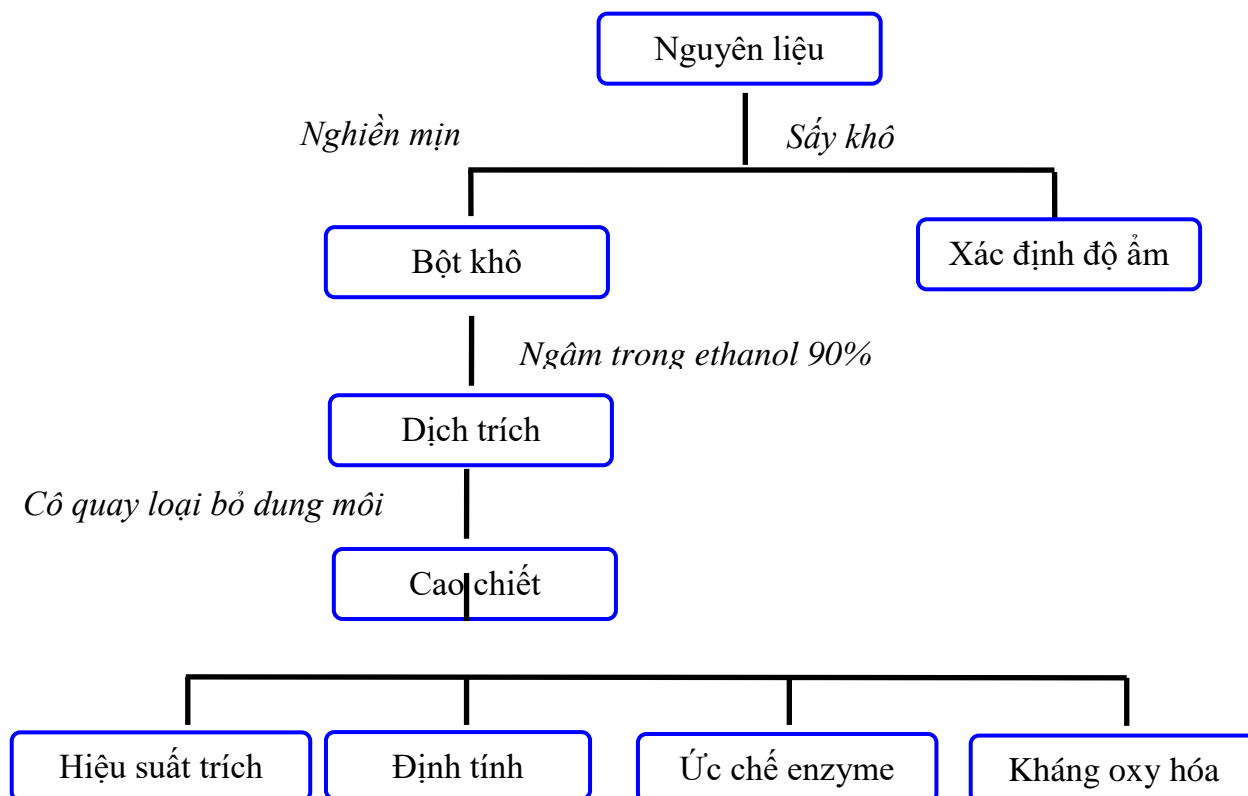 Nguyên liệu
Nghiền mịn
Sấy khô
Bột khô
Xác định độ ẩm
Ngâm trong ethanol 90%
Dịch trích
Cô quay loại bỏ dung môi
Cao chiết
Hiệu suất trích
Định tính
Ức chế enzyme
Kháng oxy hóa